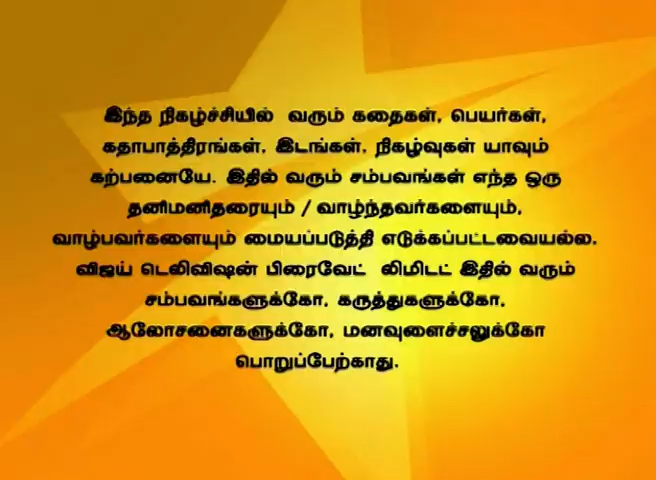 இந்த நிகழ்ச்சியில் வரும் கதைகள், பெயர்கள்,
கதாபாத்திரங்கள், இடங்கள், நிகழ்வுகள் யாவும்
கற்பனையே. இதில் வரும் சம்பவங்கள் எந்த ஒரு
தனிமனிதரையும் / வாழ்ந்தவர்களையும்,
வாழ்பவர்களையும் மையப்படுத்தி எடுக்கப்பட்டவையல்ல.
விஜய் டெலிவிஷன் பிரைவேட் லிமிடட் இதில் வரும்
சம்பவங்களுக்கோ, கருத்துகளுக்கோ,
ஆலோசனைகளுக்கோ, மனவுளைச்சலுக்கோ
பொறுப்பேற்காது.